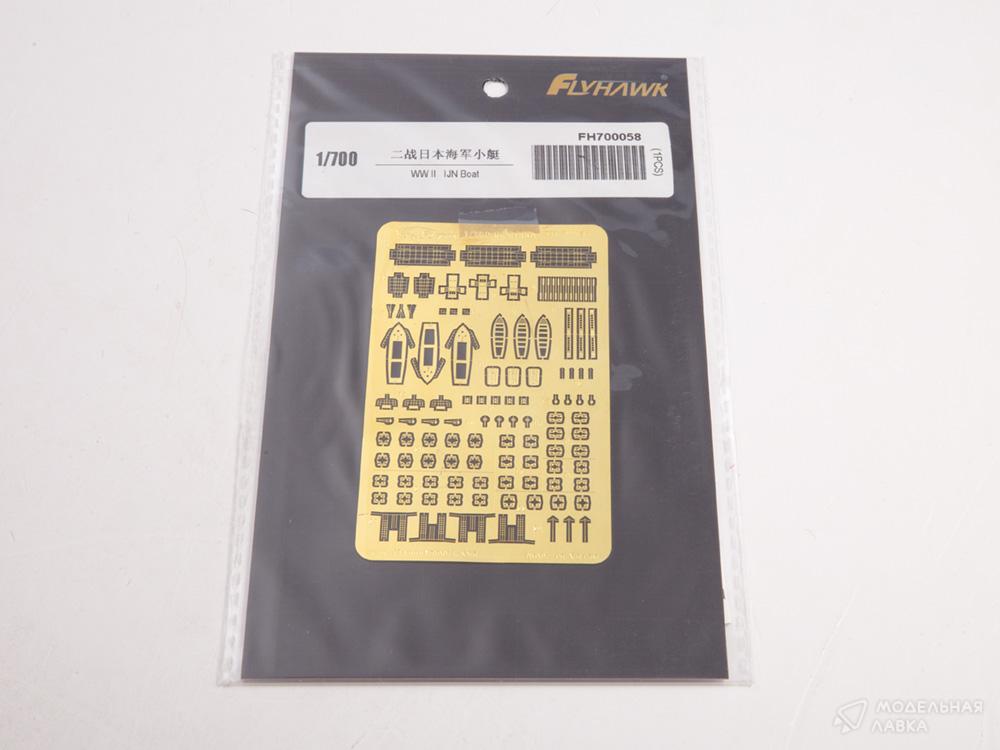 FLYHAWK®
FH700058
1/700
二战日本海军小艇
WW II IJN Boat
(1PCS)
МОДЕЛЬНАЯ
ЛАВКА